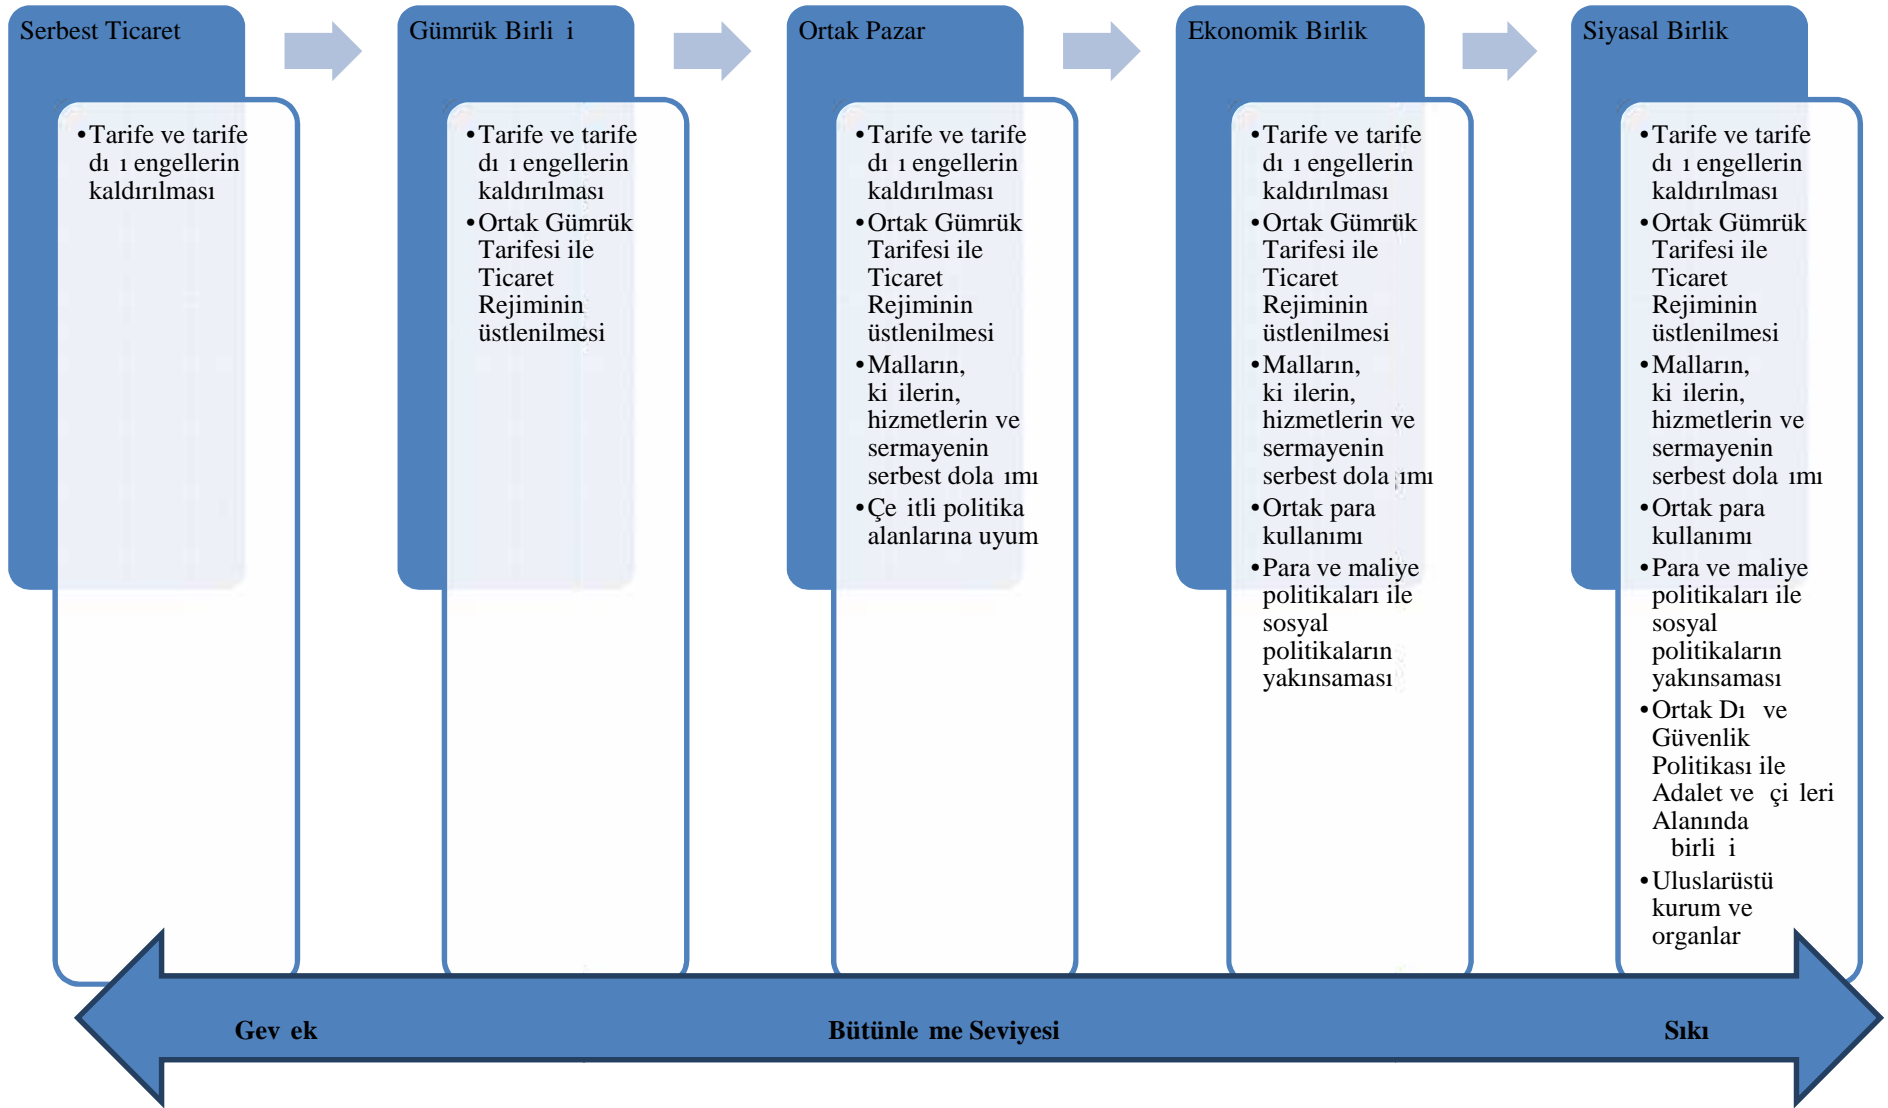 Serbest Ticaret
•Tarife ve tarife
dı ı engellerin
kaldırılması
Gümrük Birli i
•Tarife ve tarife
dı ı engellerin
kaldırılması
•Ortak Gümrük
Tarifesi ile
Ticaret
Rejiminin
üstlenilmesi
Ortak Pazar
•Tarife ve tarife
dı ı engellerin
kaldırılması
•Ortak Gümrük
Tarifesi ile
Ticaret
Rejiminin
üstlenilmesi
•Malların,
ki ilerin,
hizmetlerin ve
sermayenin
serbest dola ımı
•Çe itli politika
alanlarına uyum
Ekonomik Birlik
•Tarife ve tarife
dı ı engellerin
kaldırılması
•Ortak Gümrük
Tarifesi ile
Ticaret
Rejiminin
üstlenilmesi
•Malların,
ki ilerin,
hizmetlerin ve
sermayenin
serbest dola ımı
•Ortak para
kullanımı
•Para ve maliye
politikaları ile
sosyal
politikaların
yakınsaması
Siyasal Birlik
•Tarife ve tarife
dı ı engellerin
kaldırılması
•Ortak Gümrük
Tarifesi ile
Ticaret
Rejiminin
üstlenilmesi
•Malların,
ki ilerin,
hizmetlerin ve
sermayenin
serbest dola ımı
•Ortak para
kullanımı
•Para ve maliye
politikaları ile
sosyal
politikaların
yakınsaması
•Ortak Dı ve
Güvenlik
Politikası ile
Adalet ve çi leri
Alanında
birli i
•Uluslarüstü
kurum ve
organlar
Gev ek
Bütünle me Seviyesi
Sıkı